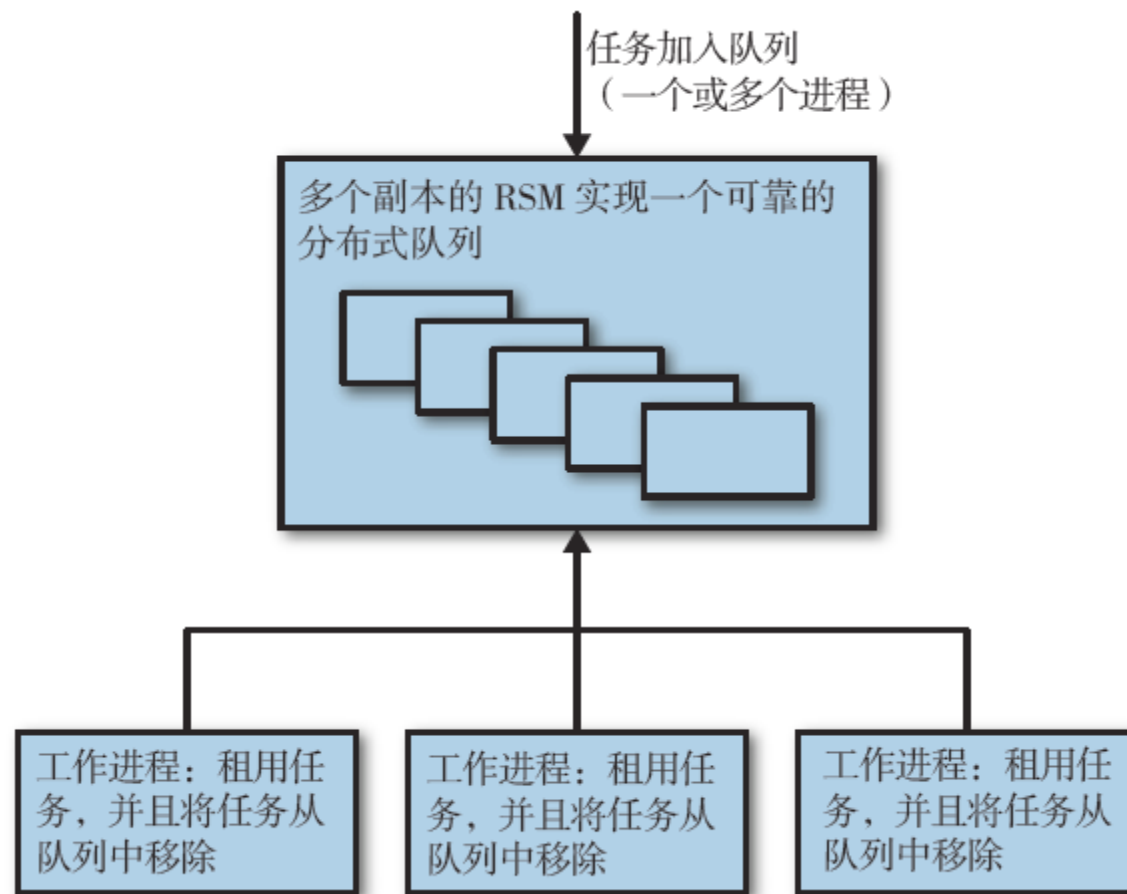 任务加入队列
（一个或多个进程）
多个副本的 RSM 实现一个可靠的
分布式队列
工作进程：租用任
务，并且将任务从
队列中移除
工作进程：租用任
务，并且将任务从
队列中移除
工作进程：租用任
务，并且将任务从
队列中移除